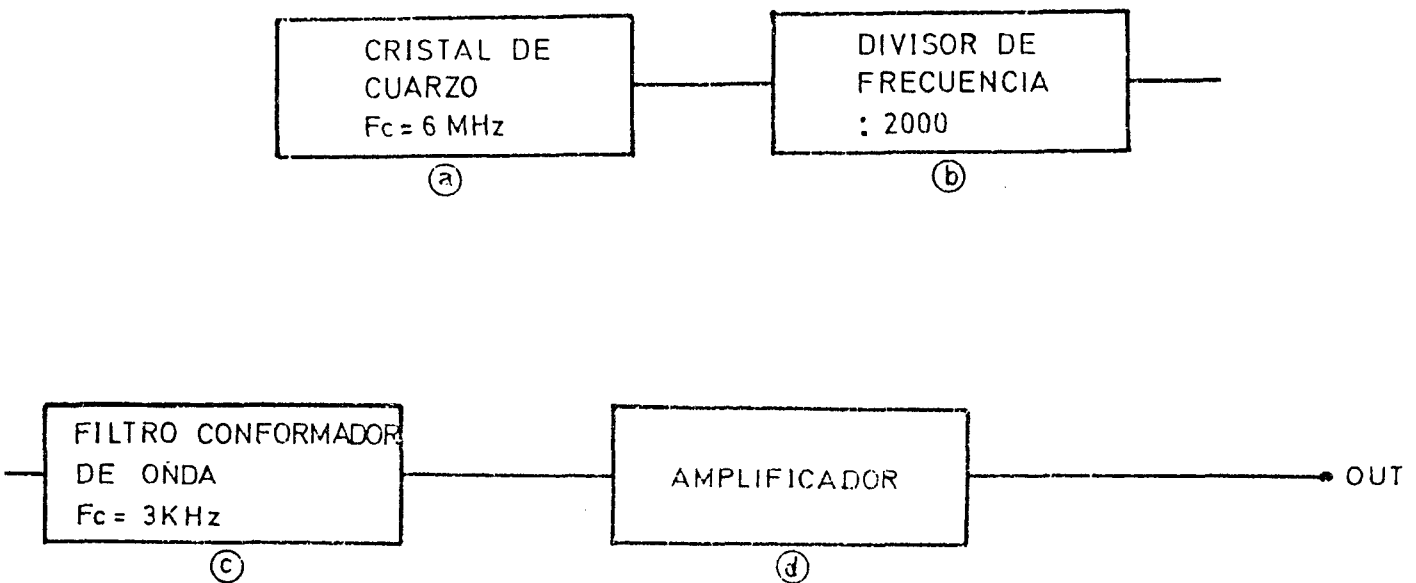 CRISTAL DE
CUARZO
Fc = 6 MHz
ⓐ
DIVISOR DE
FRECUENCIA
: 2000
ⓑ
FILTRO CONFORMADOR
DE ONDA
Fc = 3KHz
ⓒ
AMPLIFICADOR
ⓓ
OUT